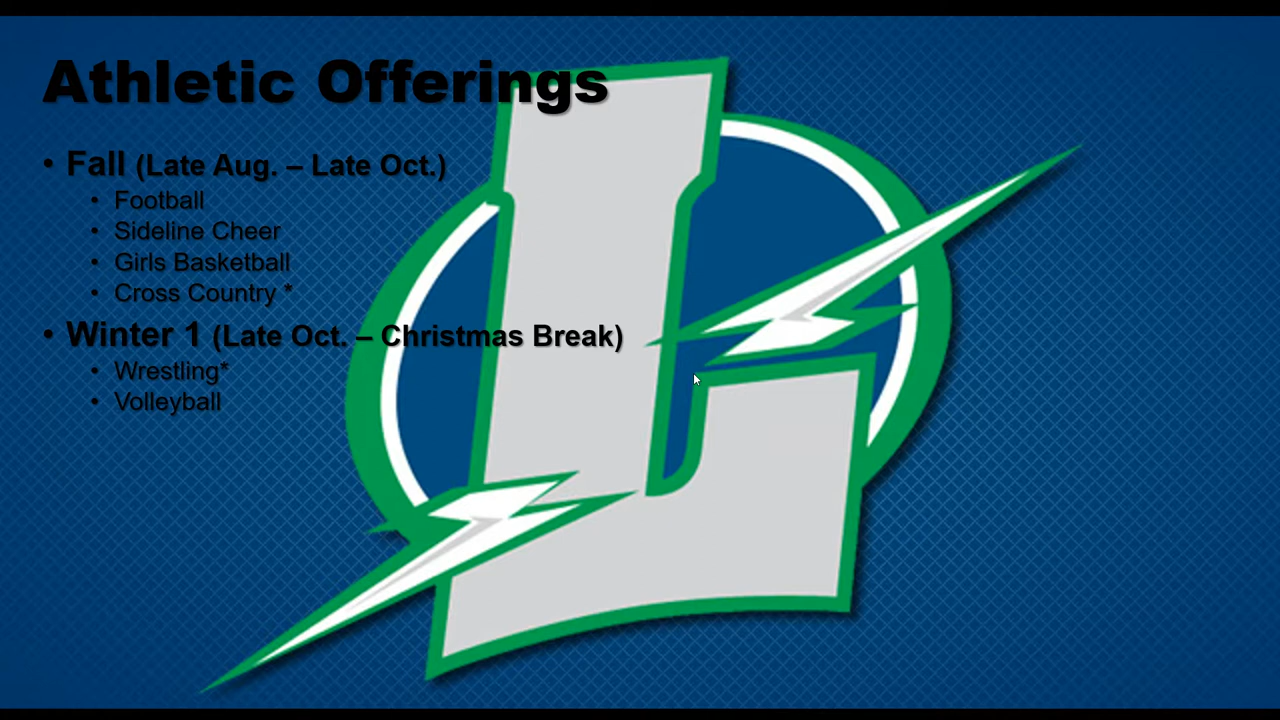 Athletic Offerings
• Fall (Late Aug. – Late Oct.)
• Football
• Sideline Cheer
• Girls Basketball
• Cross Country *
• Winter 1 (Late Oct. – Christmas Break)
• Wrestling*
• Volleyball
L